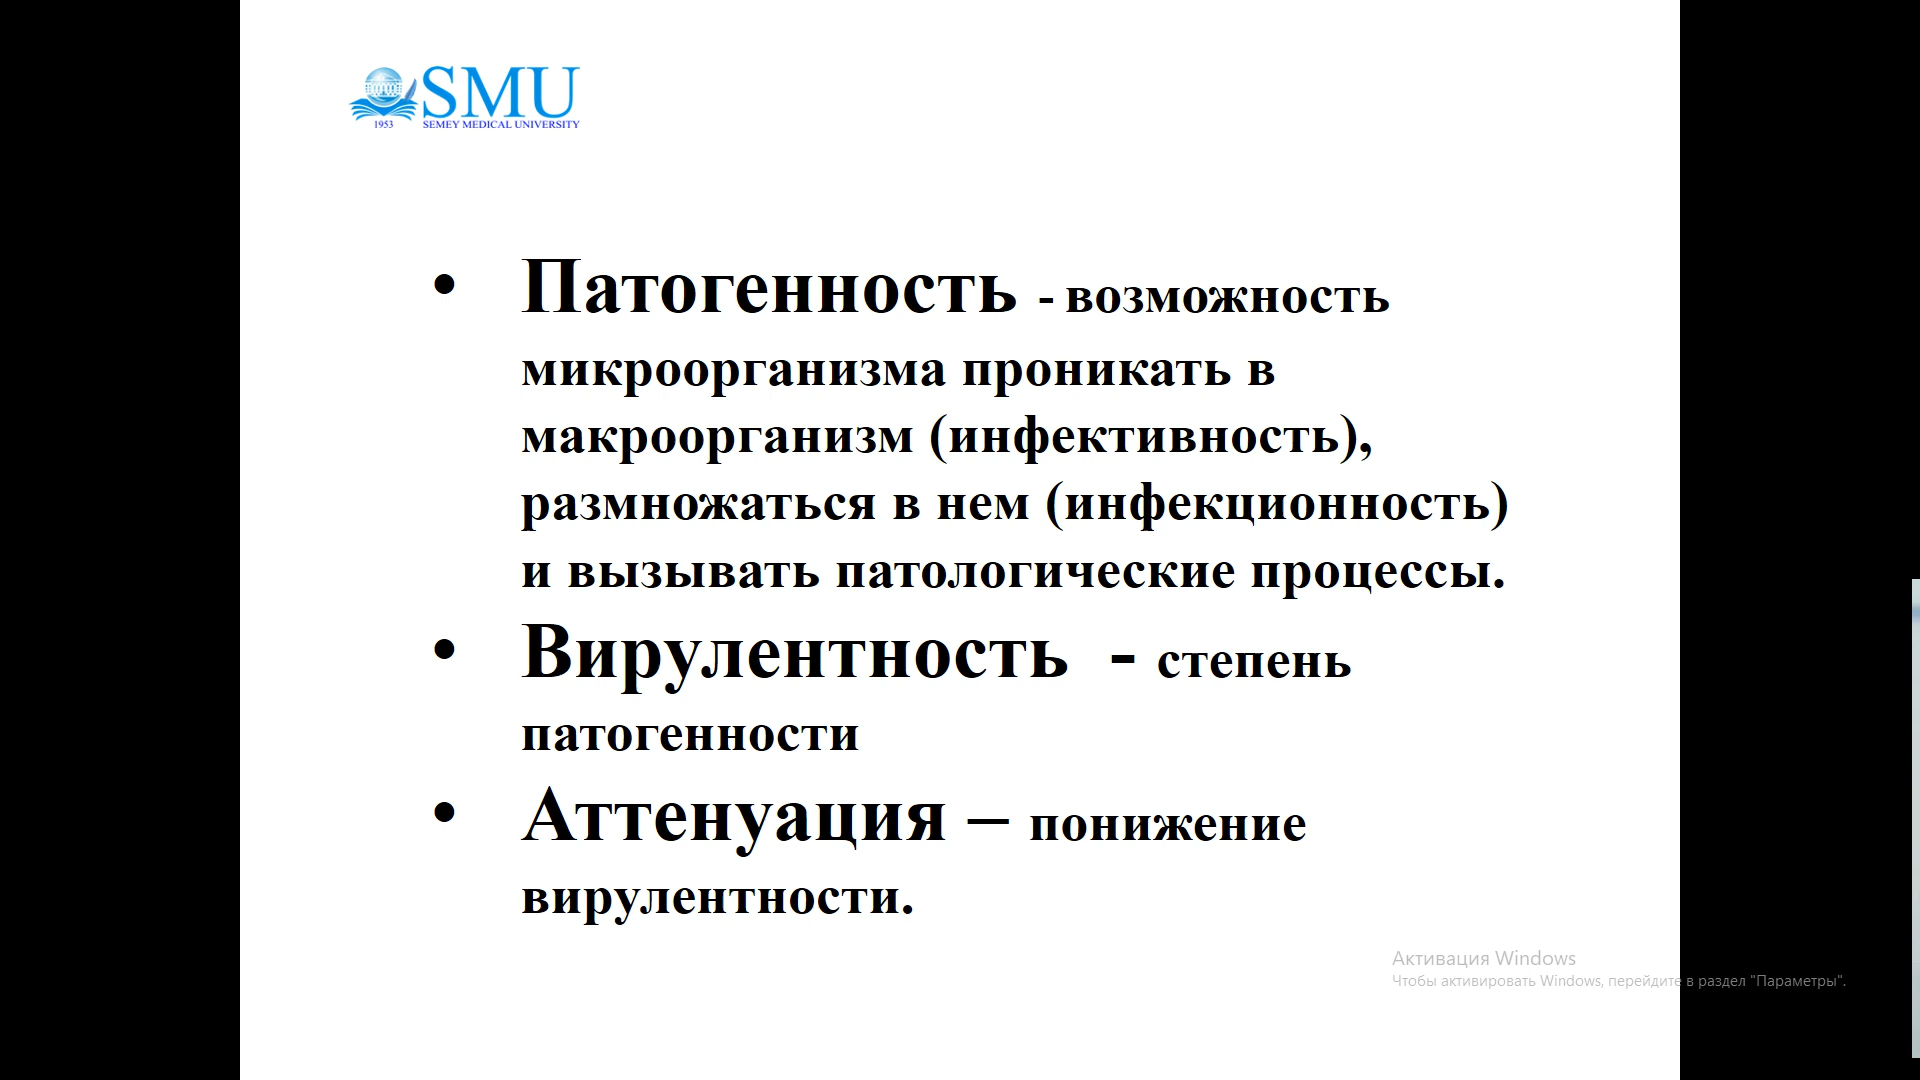 SMU
1953 SEMEY MEDICAL UNIVERSITY
• Патогенность - возможность
микроорганизма проникать в
макроорганизм (инфективность),
размножаться в нем (инфекционность)
и вызывать патологические процессы.
• Вирулентность - степень
патогенности
• Аттенуация – понижение
вирулентности.
Активация Windows
Чтобы активировать Windows, перейдите в раздел "Параметры".